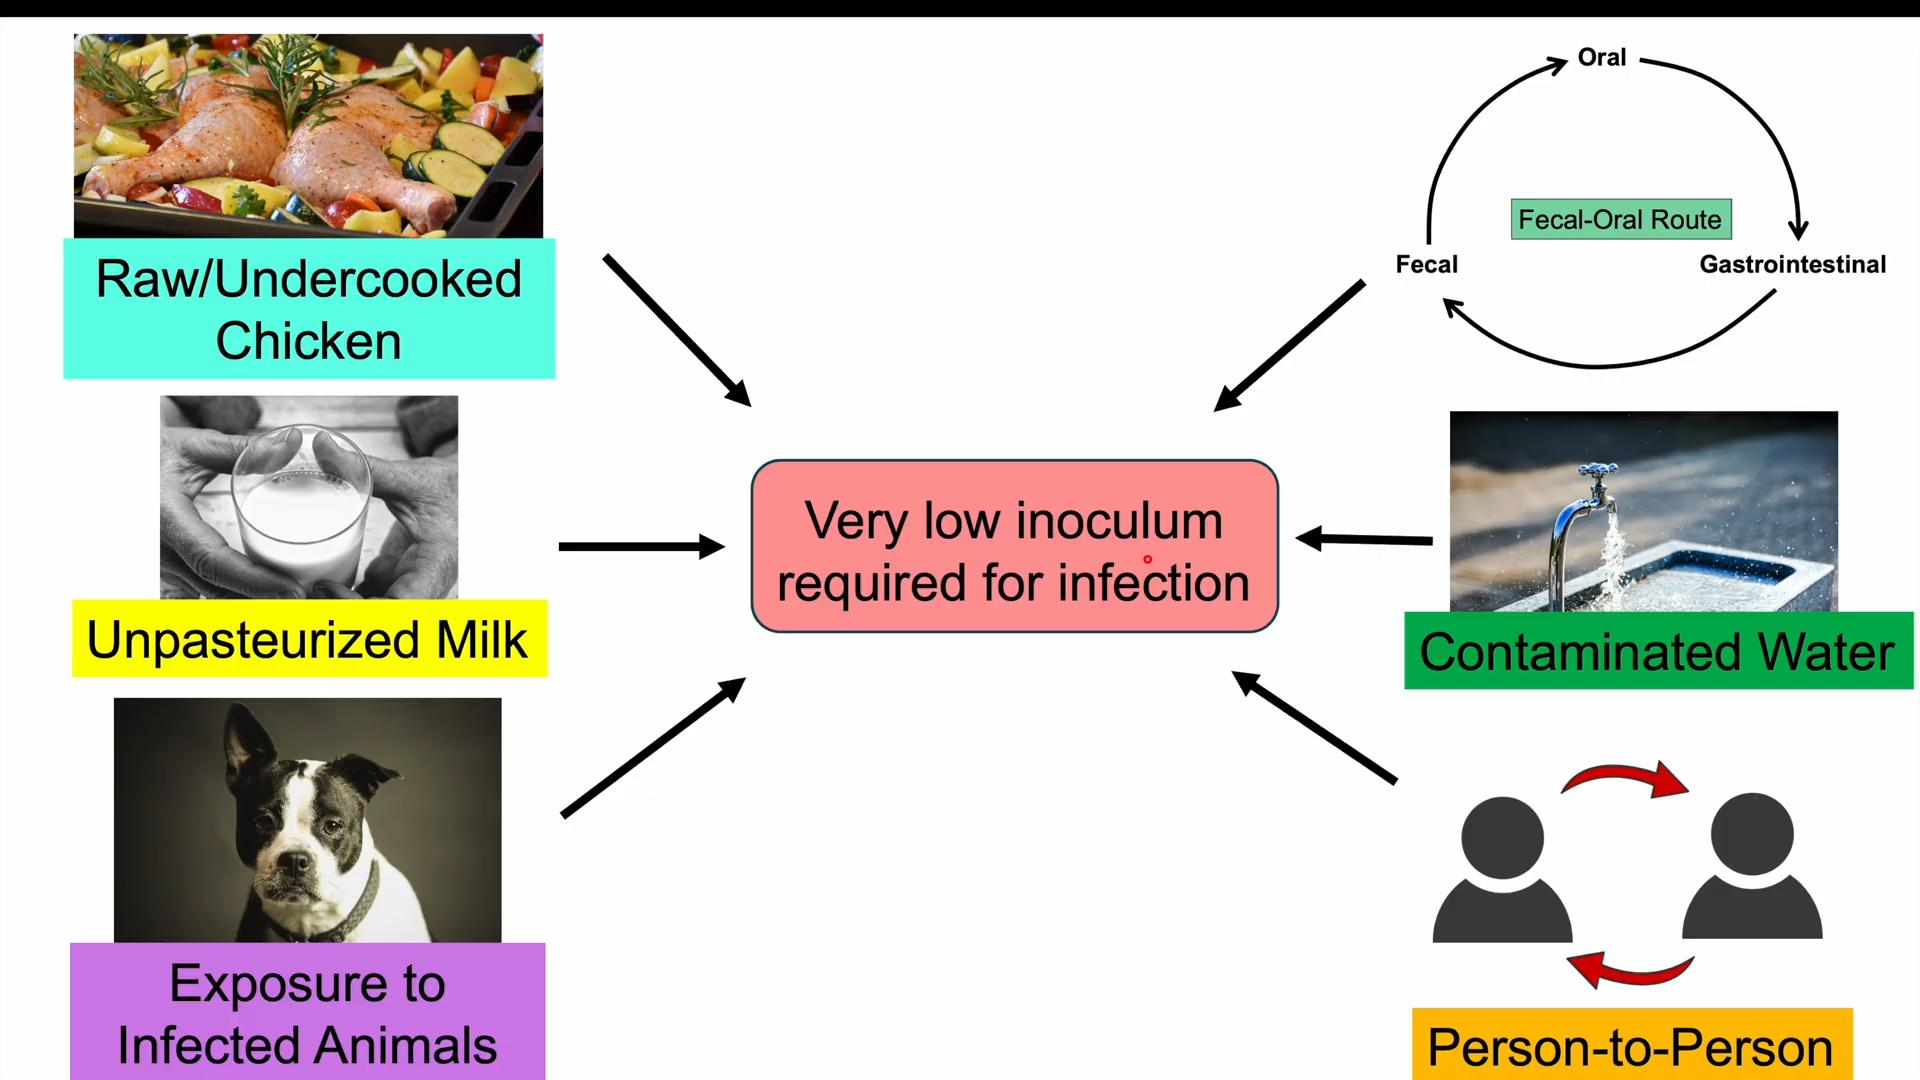 Raw/Undercooked
Chicken
Unpasteurized Milk
Exposure to
Infected Animals
Very low inoculum
required for infection
Oral
Fecal-Oral Route
Fecal
Gastrointestinal
Contaminated Water
Person-to-Person